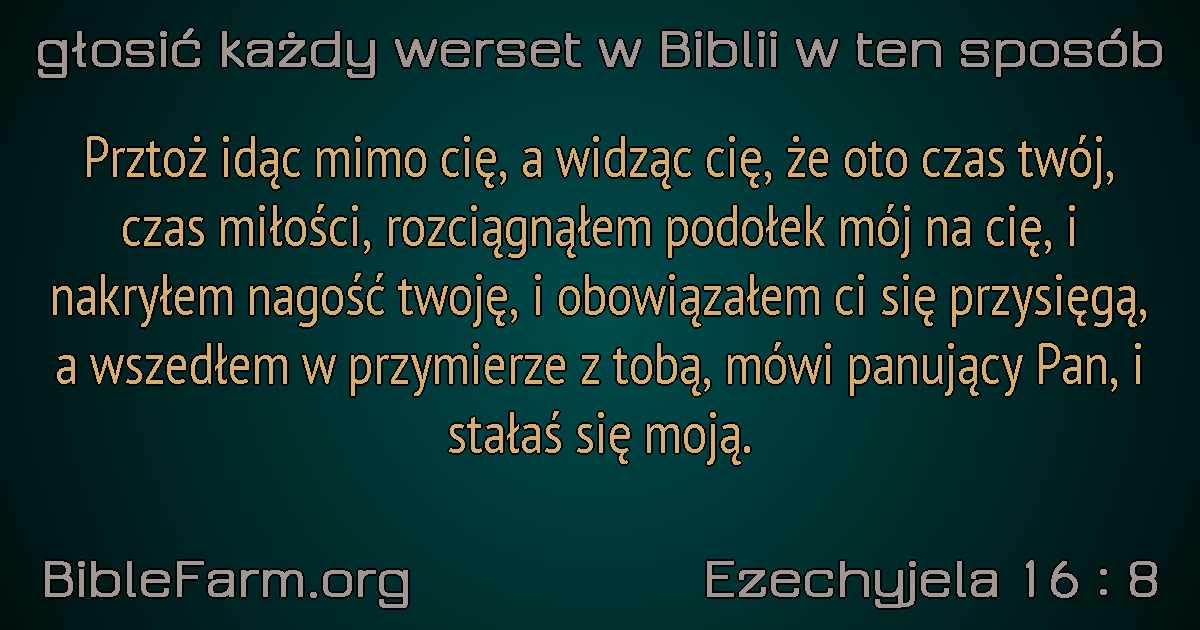 głosić każdy werset w Biblii w ten sposób
Prztoż idąc mimo cię, a widząc cię, że oto czas twój,
czas miłości, rozciągnąłem podołek mój na cię, i
nakryłem nagość twoję, i obowiązałem ci się przysięgą,
a wszedłem w przymierze z tobą, mówi panujący Pan, i
stałaś się moją.
BibleFarm.org
Ezechyjela 16 : 8